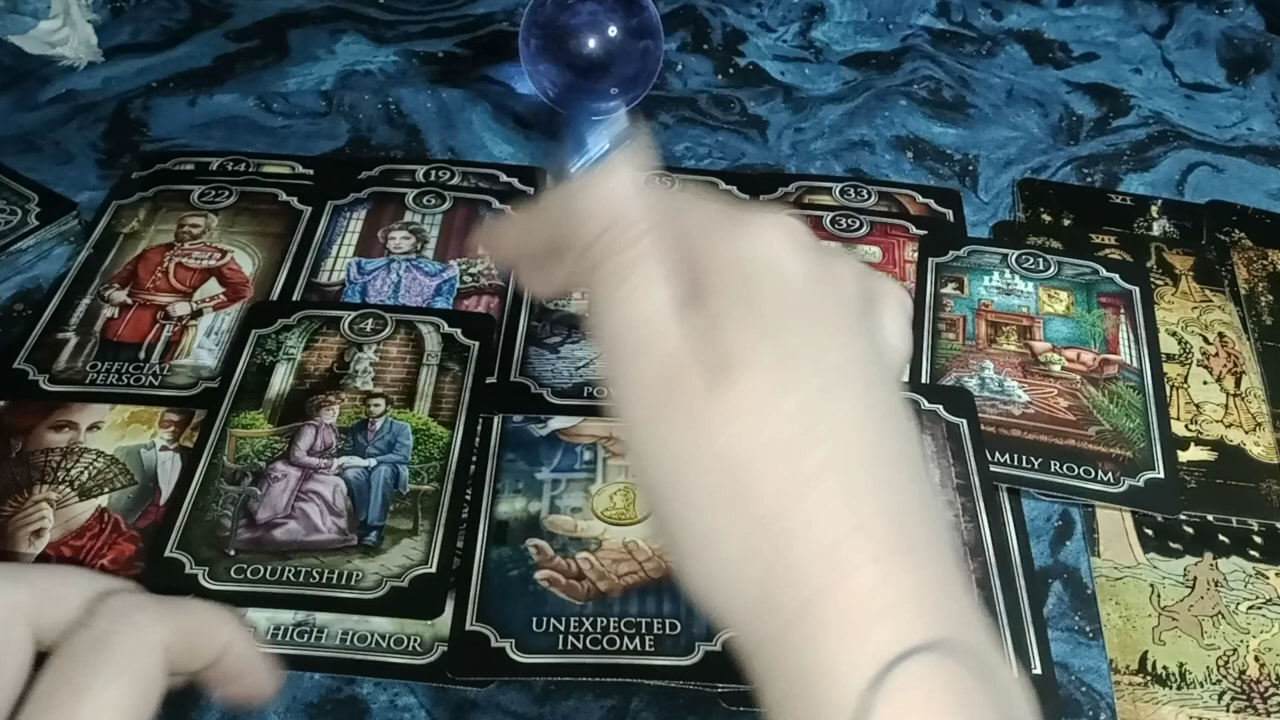 34
19
35
33
VI
22
6
39
VII
21
OFFICIAL
PERSON
4
AMILY ROOM
COURTSHIP
HIGH HONOR
UNEXPECTED
INCOME